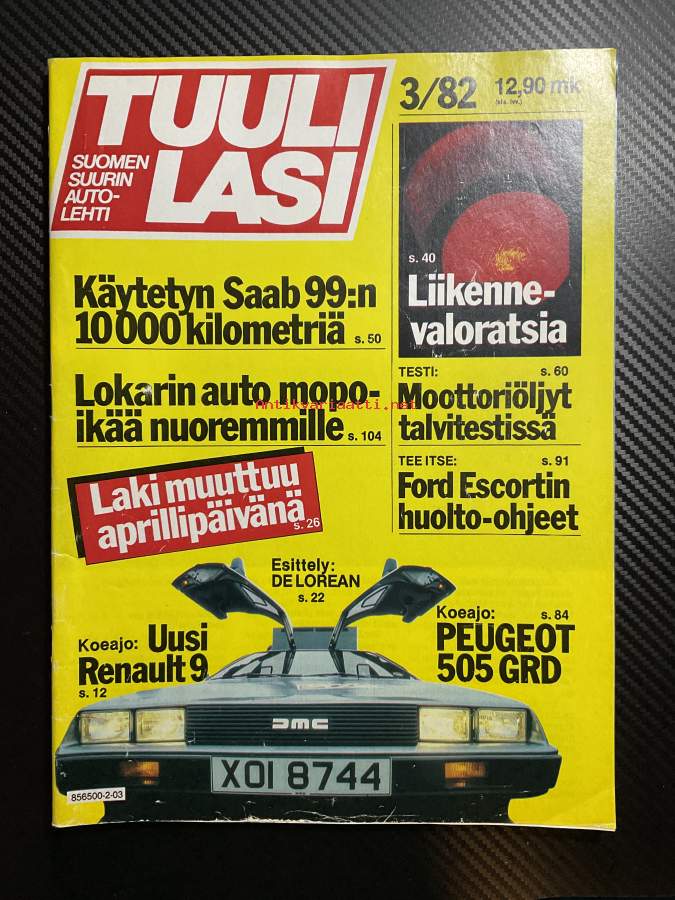 TUULI
LASI
SUOMEN
SUURIN
AUTO-
LEHTI
3/82
12,90 mk
(sis. lvv.)
s. 40
Liikenne-
valoratsia
Käytetyn Saab 99:n
10 000 kilometriä s. 50
Lokarin auto mopo-
ikää nuoremmille s. 104
Antikvariaatti.net
TESTI: s. 60
Moottoriöljyt
talvitestissä
TEE ITSE: s. 91
Ford Escortin
huolto-ohjeet
Laki muuttuu
aprillipäivänä
s. 26
Esittely:
DE LOREAN
s. 22
Koeajo: Uusi
Renault 9
s. 12
Koeajo: s. 84
PEUGEOT
505 GRD
DMC
XOI 8744
856500-2-03